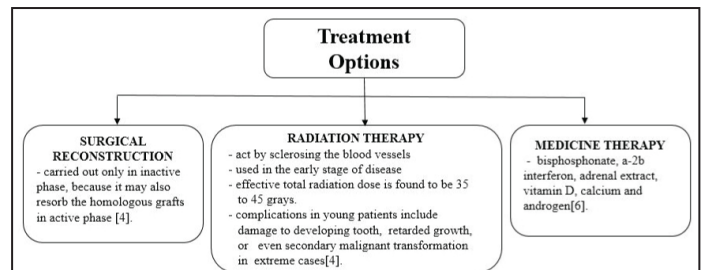 Treatment
Options
SURGICAL
RECONSTRUCTION
- carried out only in inactive
phase, because it may also
resorb the homologous grafts
in active phase [4].
RADIATION THERAPY
- act by sclerosing the blood vessels
- used in the early stage of disease
- effective total radiation dose is found to be 35
to 45 grays.
- complications in young patients include
damage to developing tooth, retarded growth,
or even secondary malignant transformation
in extreme cases[4].
MEDICINE THERAPY
- bisphosphonate, a-2b
interferon, adrenal extract,
vitamin D, calcium and
androgen[6].